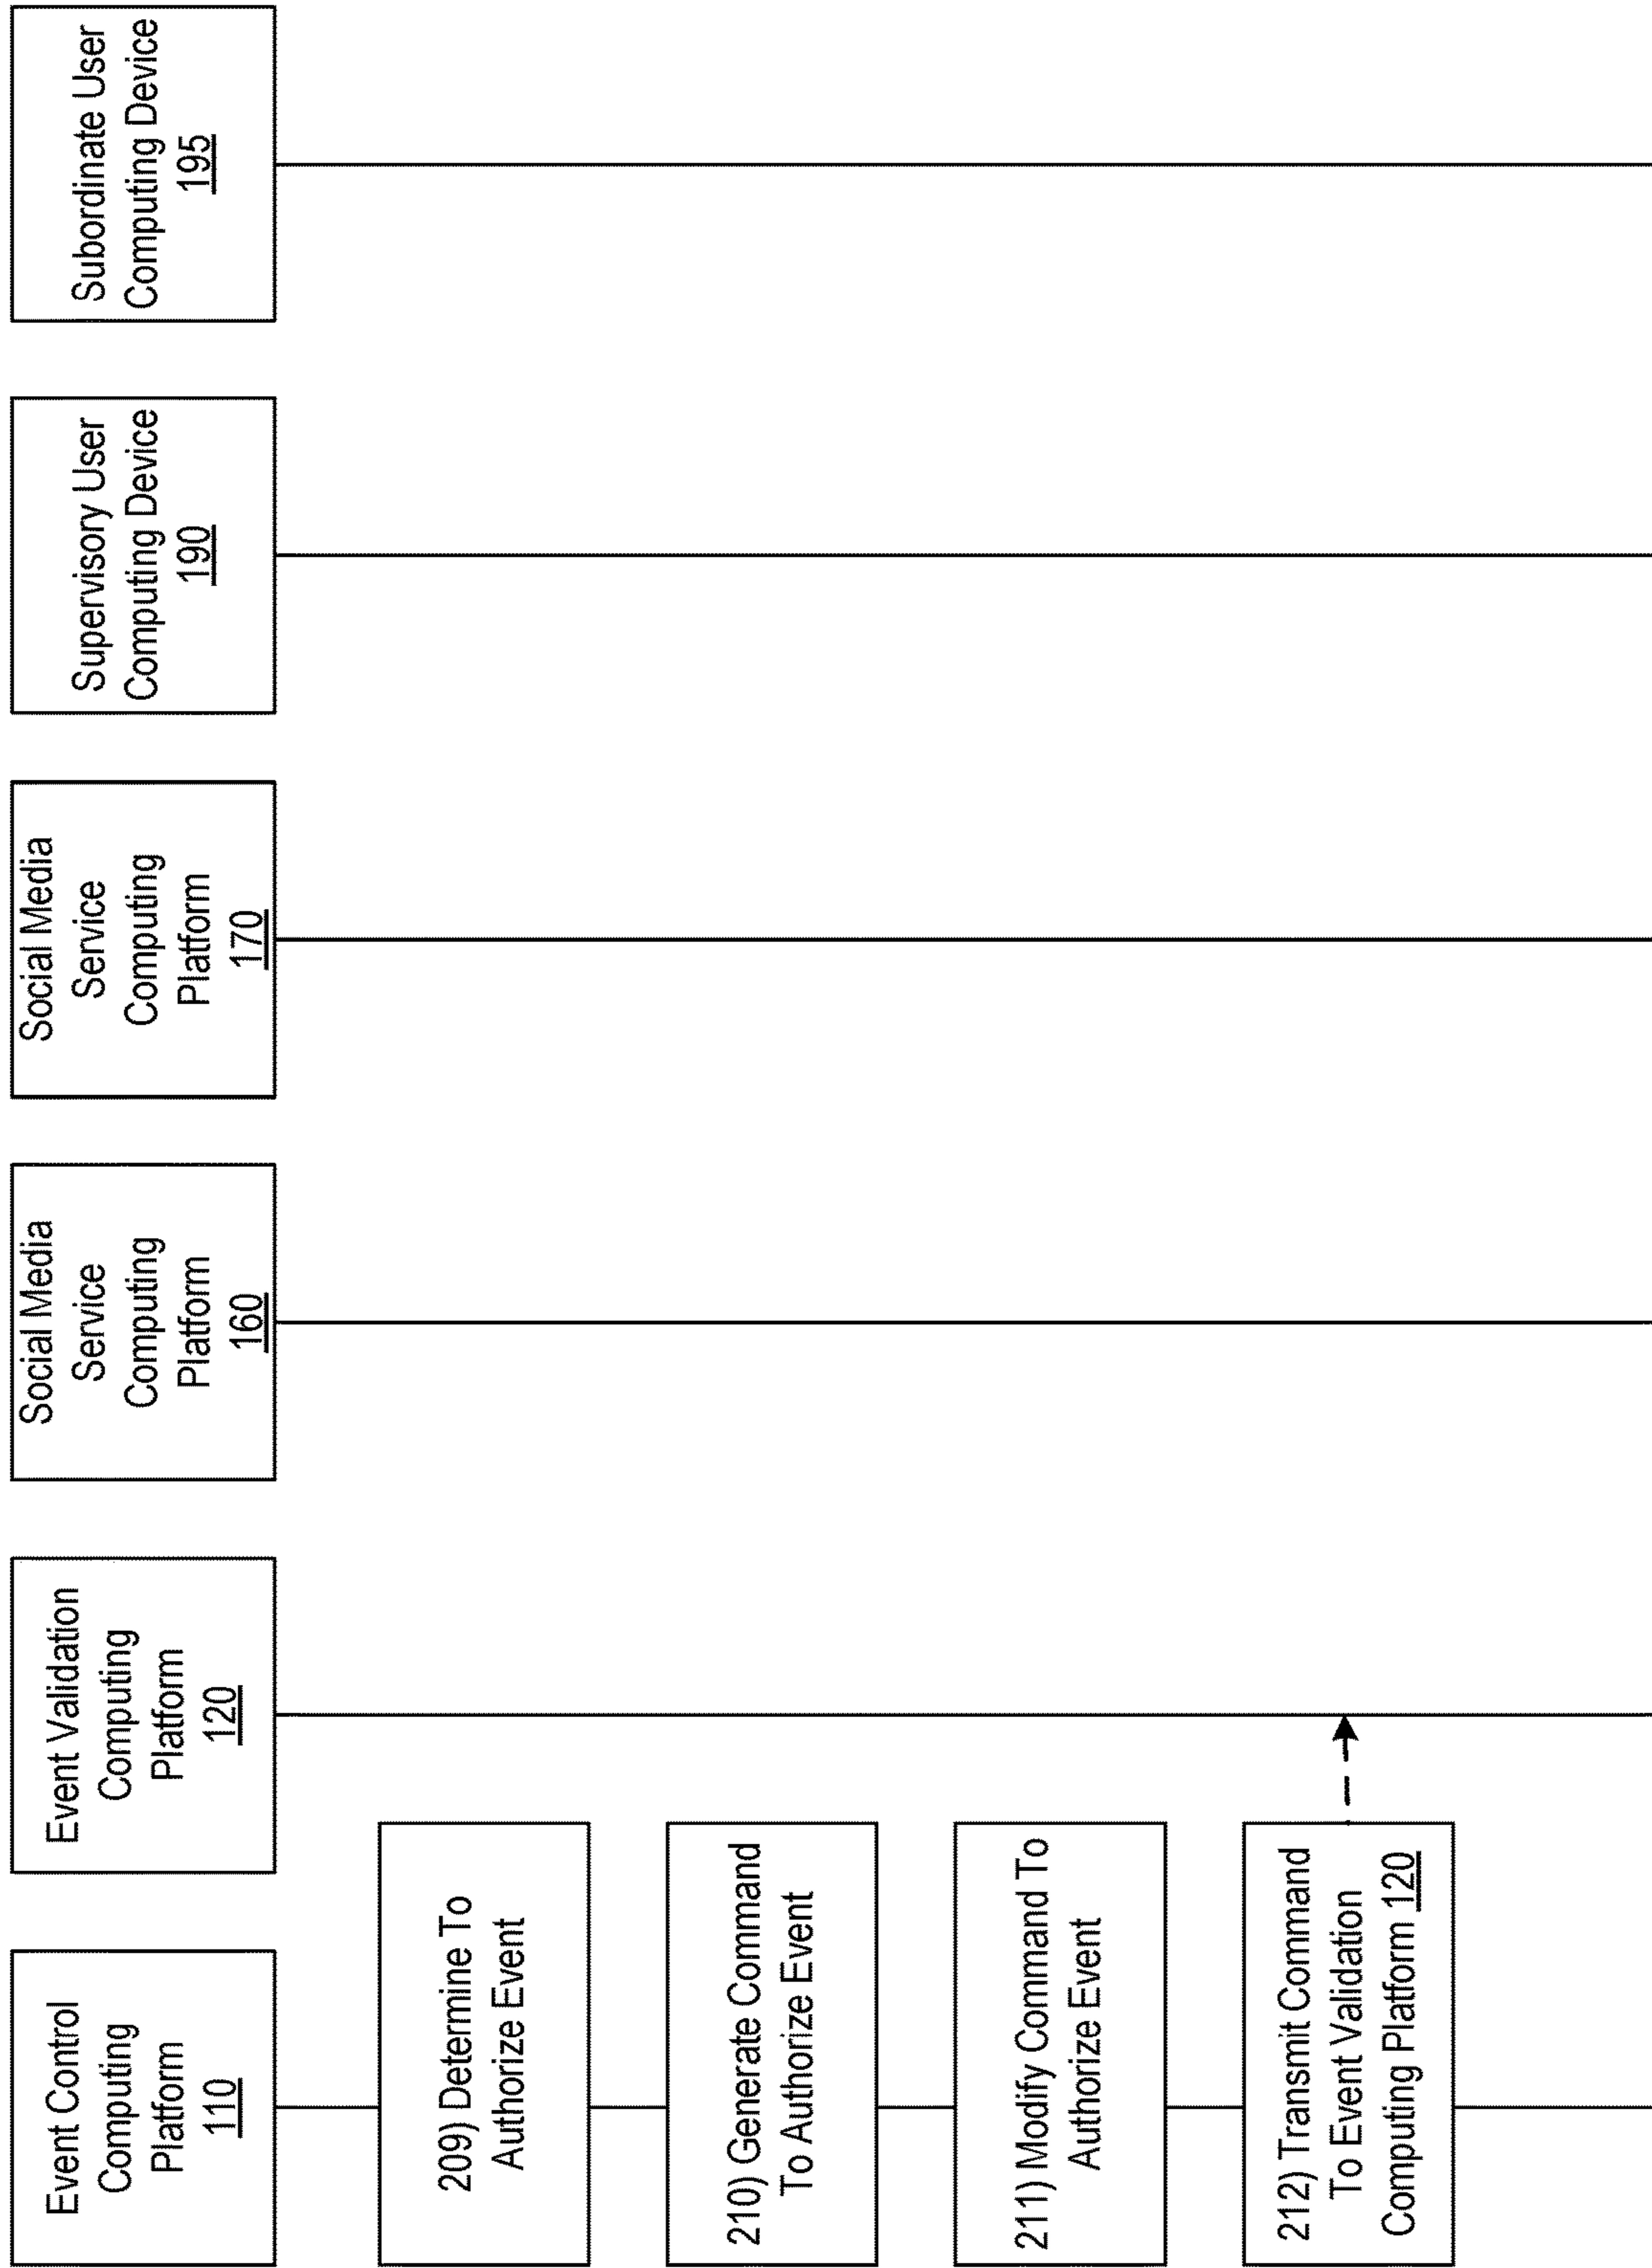 Event Control
Computing
Platform
110
Event Validation
Computing
Platform
120
Social Media
Service
Computing
Platform
160
Social Media
Service
Computing
Platform
170
Supervisory User
Computing Device
190
Subordinate User
Computing Device
195
209) Determine To
Authorize Event
210) Generate Command
To Authorize Event
211) Modify Command To
Authorize Event
212) Transmit Command
To Event Validation
Computing Platform 120